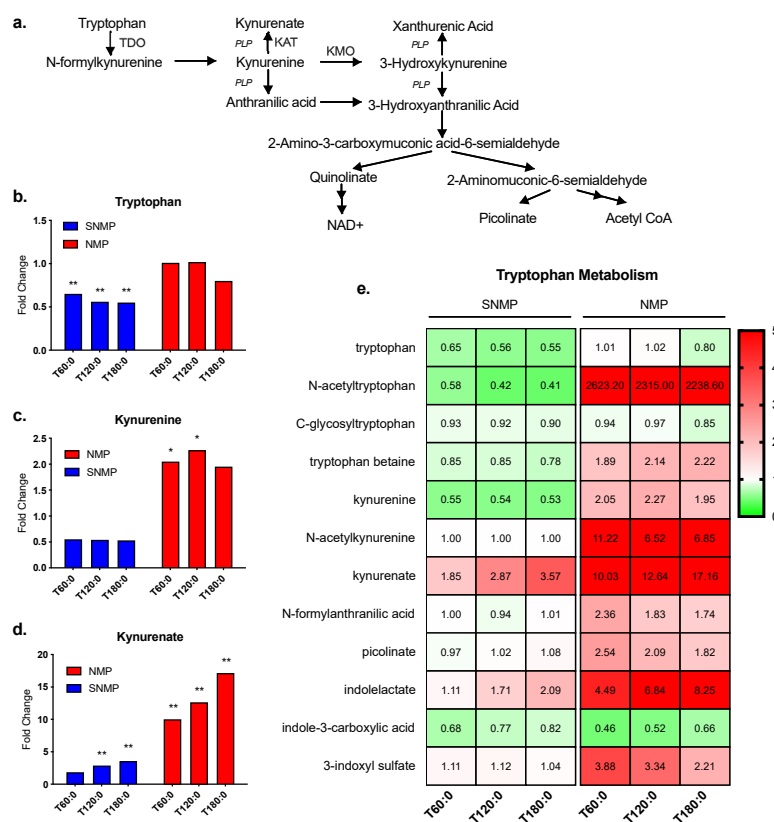 a.
Tryptophan Kynurenate Xanthurenic Acid
TDO PLP KAT PLP
N-formylkynurenine Kynurenine KMO 3-Hydroxykynurenine
PLP PLP
Anthranilic acid 3-Hydroxyanthranilic Acid
2-Amino-3-carboxymuconic acid-6-semialdehyde
Quinolinate 2-Aminomuconic-6-semialdehyde
NAD+ Picolinate Acetyl CoA
b.
Tryptophan
SNMP
NMP
Fold Change
1.5
1.0
0.5
0.0
** ** **
T60:0 T120:0 T180:0 T60:0 T120:0 T180:0
c.
Kynurenine
NMP
SNMP
Fold Change
2.5
2.0
1.5
1.0
0.5
0.0
* *
T60:0 T120:0 T180:0 T60:0 T120:0 T180:0
d.
Kynurenate
NMP
SNMP
Fold Change
20
15
10
5
0
** ** ** ** **
T60:0 T120:0 T180:0 T60:0 T120:0 T180:0
e.
Tryptophan Metabolism
SNMP NMP
tryptophan 0.65 0.56 0.55 1.01 1.02 0.80
N-acetyltryptophan 0.58 0.42 0.41 2623.20 2315.00 2238.60
C-glycosyltryptophan 0.93 0.92 0.90 0.94 0.97 0.85
tryptophan betaine 0.85 0.85 0.78 1.89 2.14 2.22
kynurenine 0.55 0.54 0.53 2.05 2.27 1.95
N-acetylkynurenine 1.00 1.00 1.00 11.22 6.52 6.85
kynurenate 1.85 2.87 3.57 10.03 12.64 17.16
N-formylanthranilic acid 1.00 0.94 1.01 2.36 1.83 1.74
picolinate 0.97 1.02 1.08 2.54 2.09 1.82
indolelactate 1.11 1.71 2.09 4.49 6.84 8.25
indole-3-carboxylic acid 0.68 0.77 0.82 0.46 0.52 0.66
3-indoxyl sulfate 1.11 1.12 1.04 3.88 3.34 2.21
T60:0 T120:0 T180:0 T60:0 T120:0 T180:0
5
4
3
2
1
0